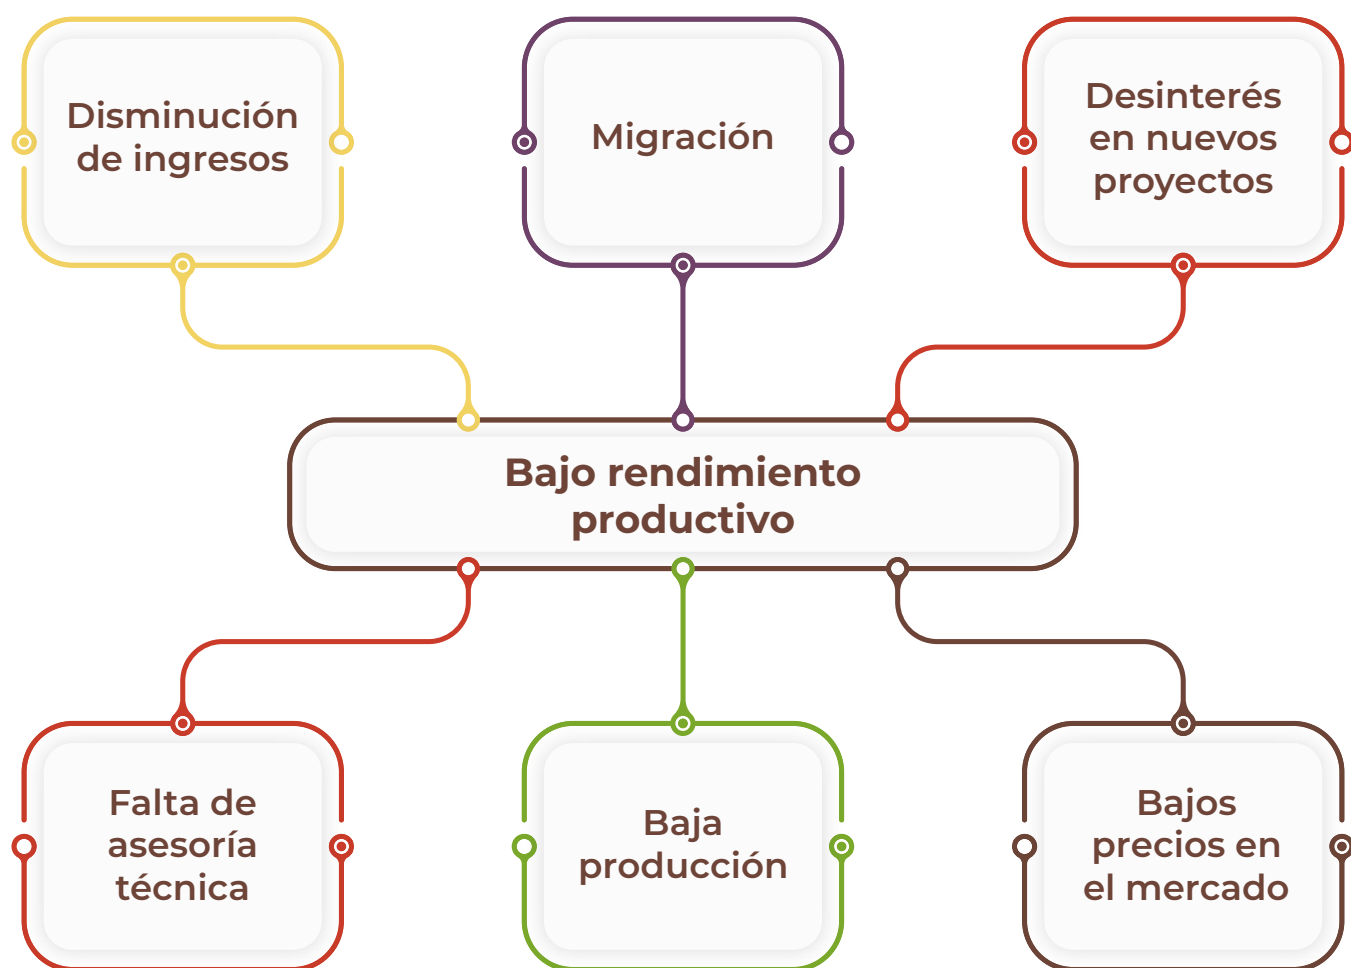 Disminución
de ingresos
Migración
Desinterés
en nuevos
proyectos
Bajo rendimiento
productivo
Falta de
asesoría
técnica
Baja
producción
Bajos
precios en
el mercado